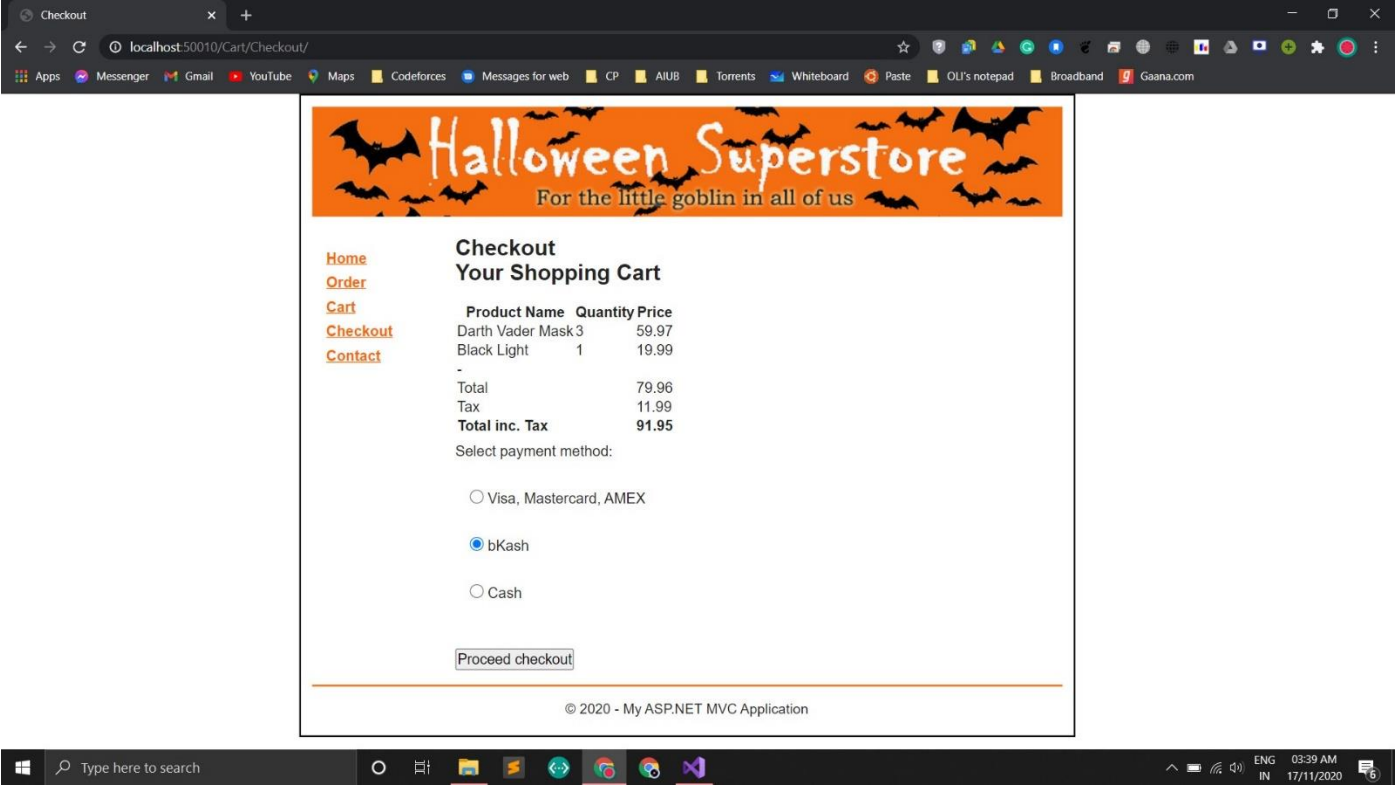 Checkout
localhost:50010/Cart/Checkout/
Apps Messenger Gmail YouTube Maps Codeforces Messages for web CP AIUB Torrents Whiteboard Paste OLI's notepad Broadband Gaana.com
Halloween Superstore
For the little goblin in all of us
Home
Order
Cart
Checkout
Contact
Checkout
Your Shopping Cart
Product Name Quantity Price
Darth Vader Mask 3 59.97
Black Light 1 19.99
-
Total 79.96
Tax 11.99
Total inc. Tax 91.95
Select payment method:
Visa, Mastercard, AMEX
bKash
Cash
Proceed checkout
© 2020 - My ASP.NET MVC Application
Type here to search
ENG 03:39 AM
IN 17/11/2020
6